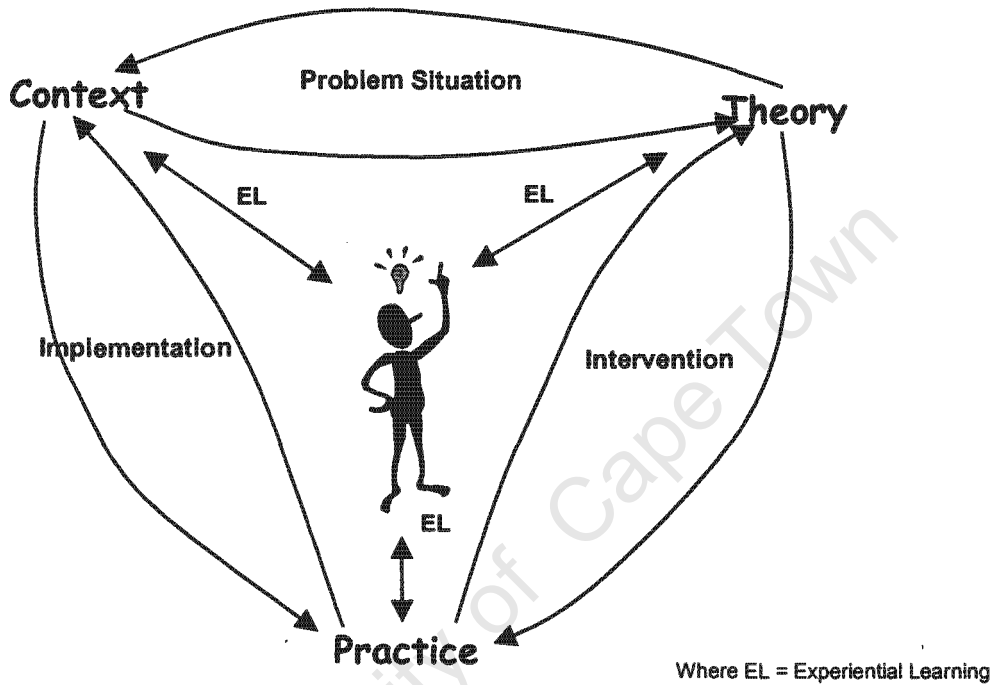 Problem Situation
Context
Theory
EL
EL
Implementation
Intervention
EL
Practice
Where EL = Experiential Learning
University of Cape Town